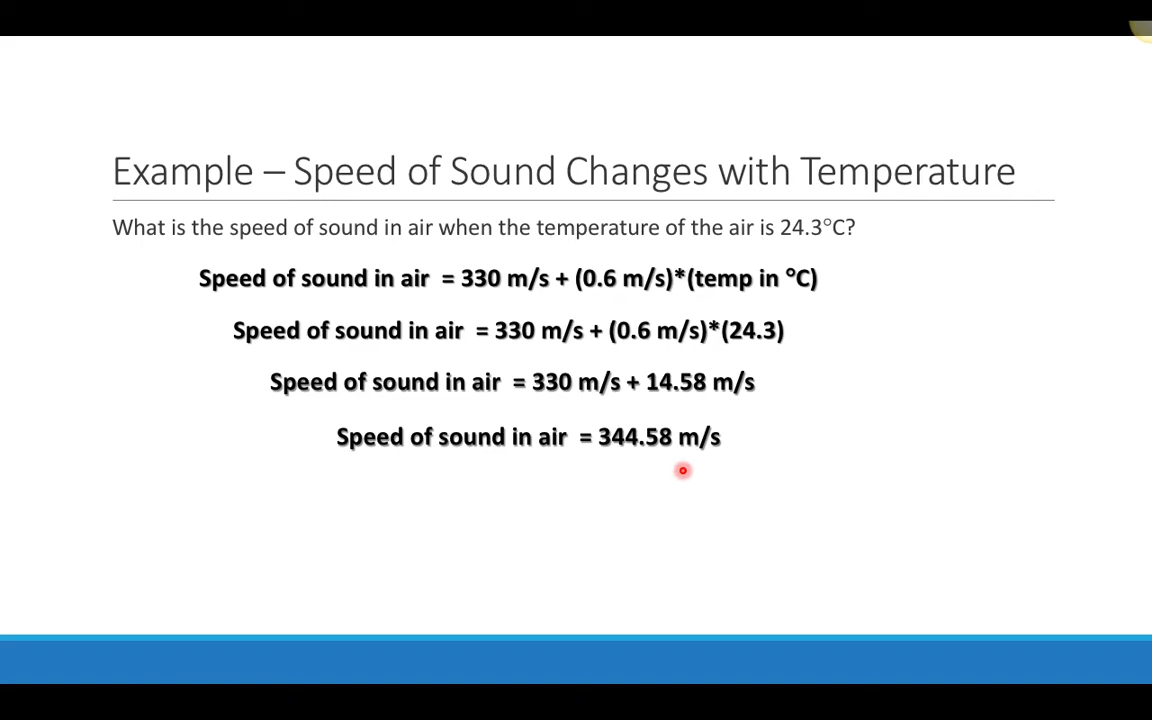 Example – Speed of Sound Changes with Temperature
What is the speed of sound in air when the temperature of the air is 24.3°C?
Speed of sound in air = 330 m/s + (0.6 m/s)*(temp in °C)
Speed of sound in air = 330 m/s + (0.6 m/s)*(24.3)
Speed of sound in air = 330 m/s + 14.58 m/s
Speed of sound in air = 344.58 m/s